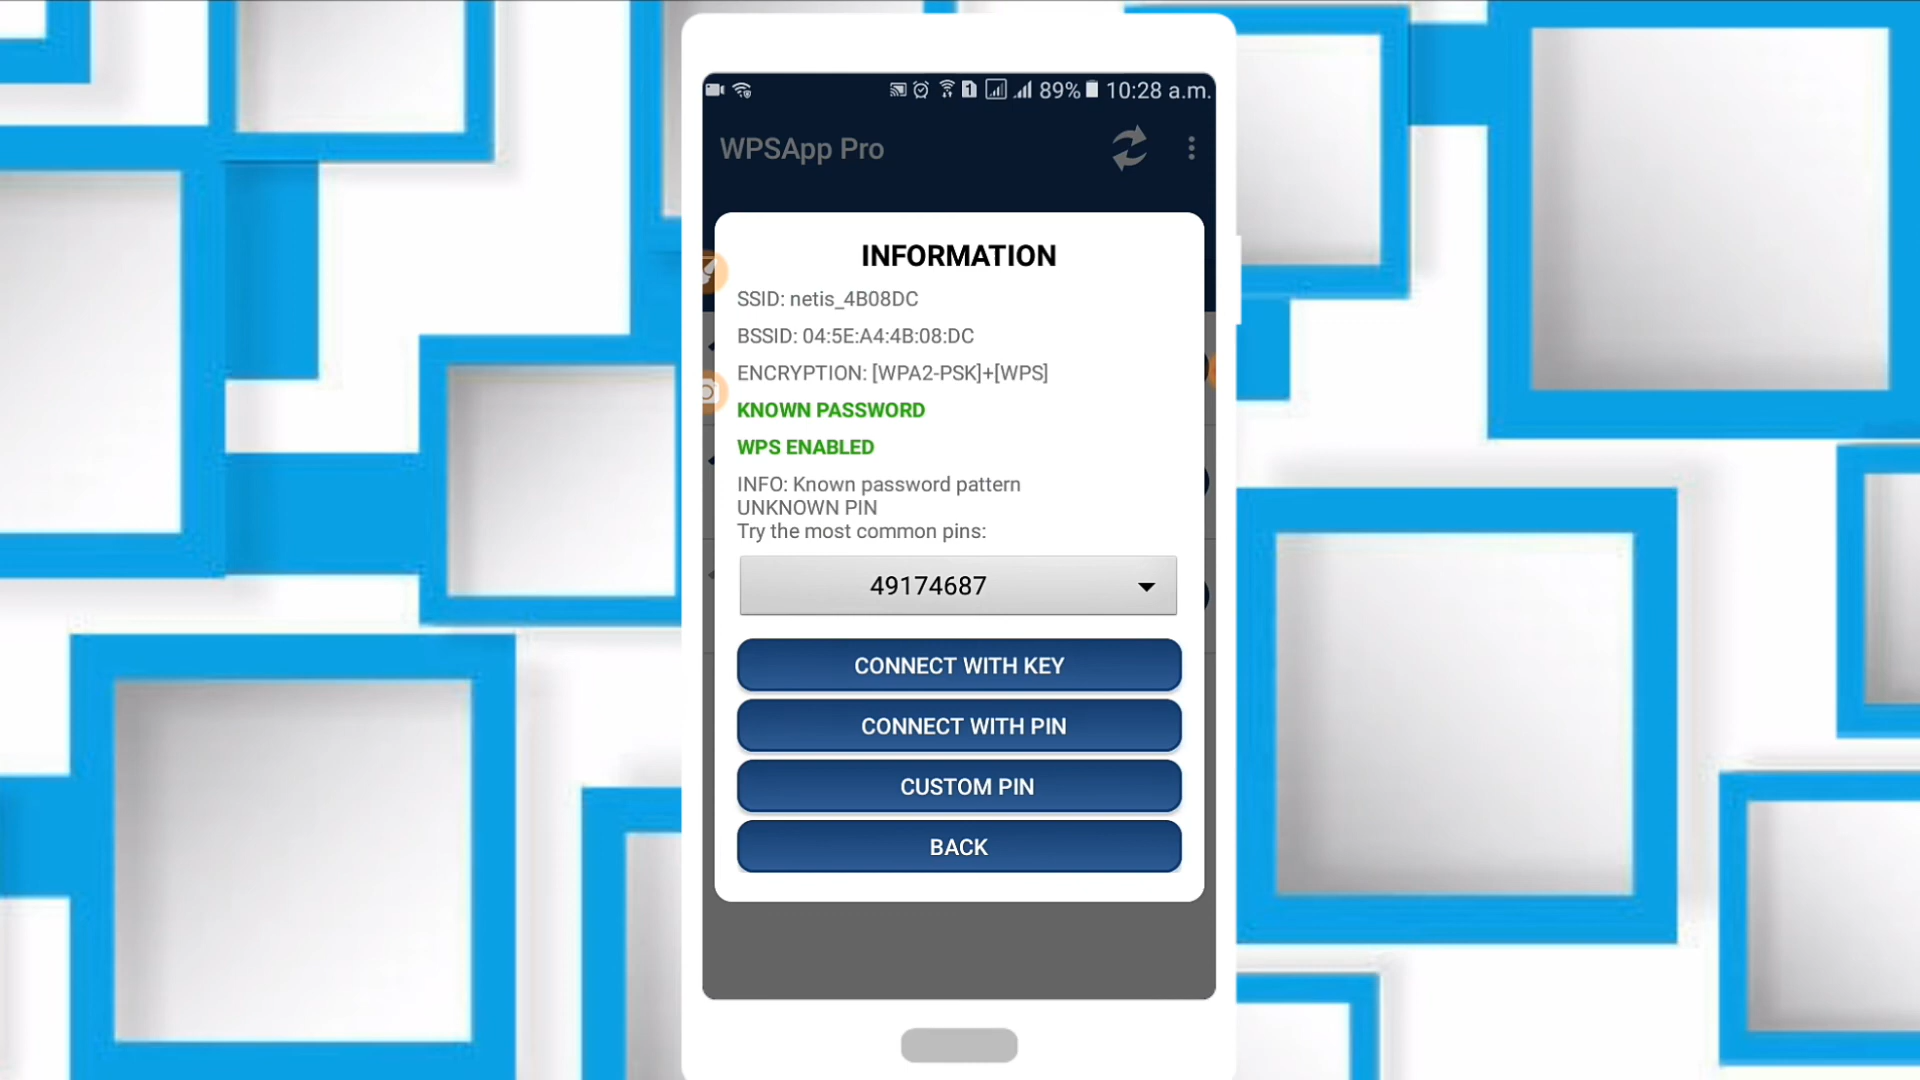 89% 10:28 a.m.
WPSApp Pro
INFORMATION
SSID: netis_4B08DC
BSSID: 04:5E:A4:4B:08:DC
ENCRYPTION: [WPA2-PSK]+[WPS]
KNOWN PASSWORD
WPS ENABLED
INFO: Known password pattern
UNKNOWN PIN
Try the most common pins:
49174687
CONNECT WITH KEY
CONNECT WITH PIN
CUSTOM PIN
BACK